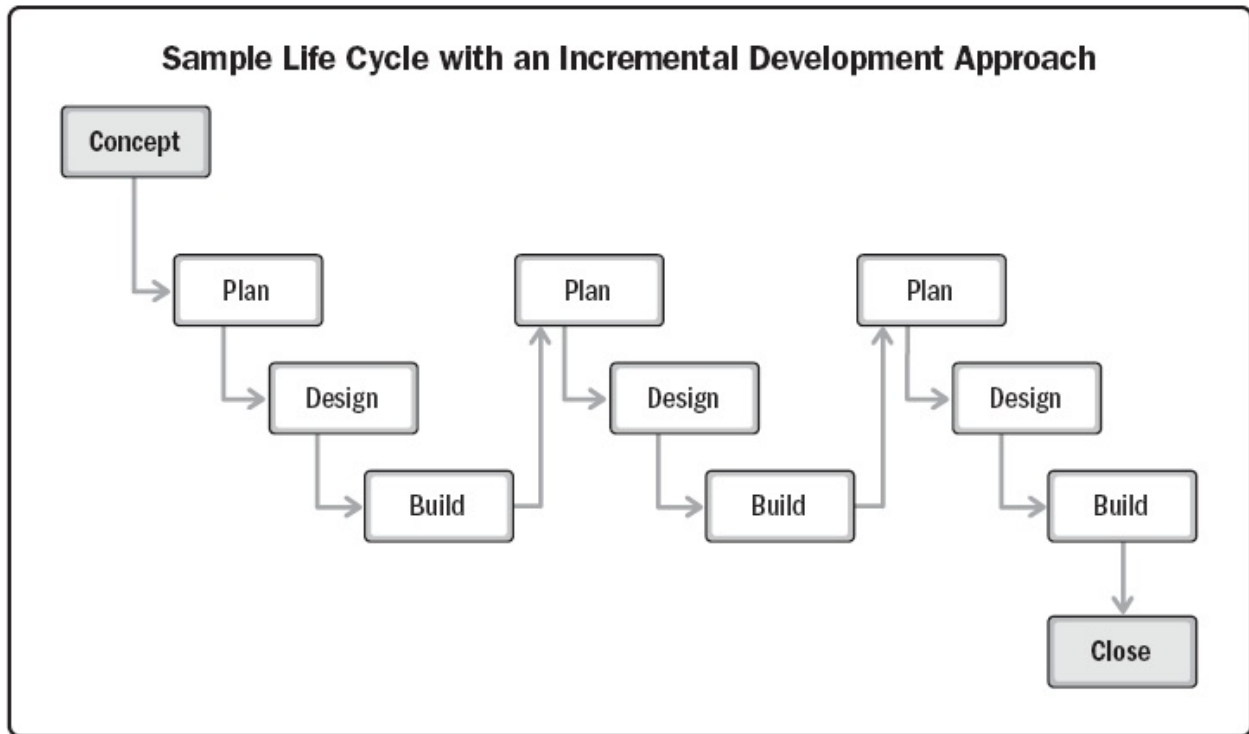 Sample Life Cycle with an Incremental Development Approach
Concept
Plan
Plan
Plan
Design
Design
Design
Build
Build
Build
Close